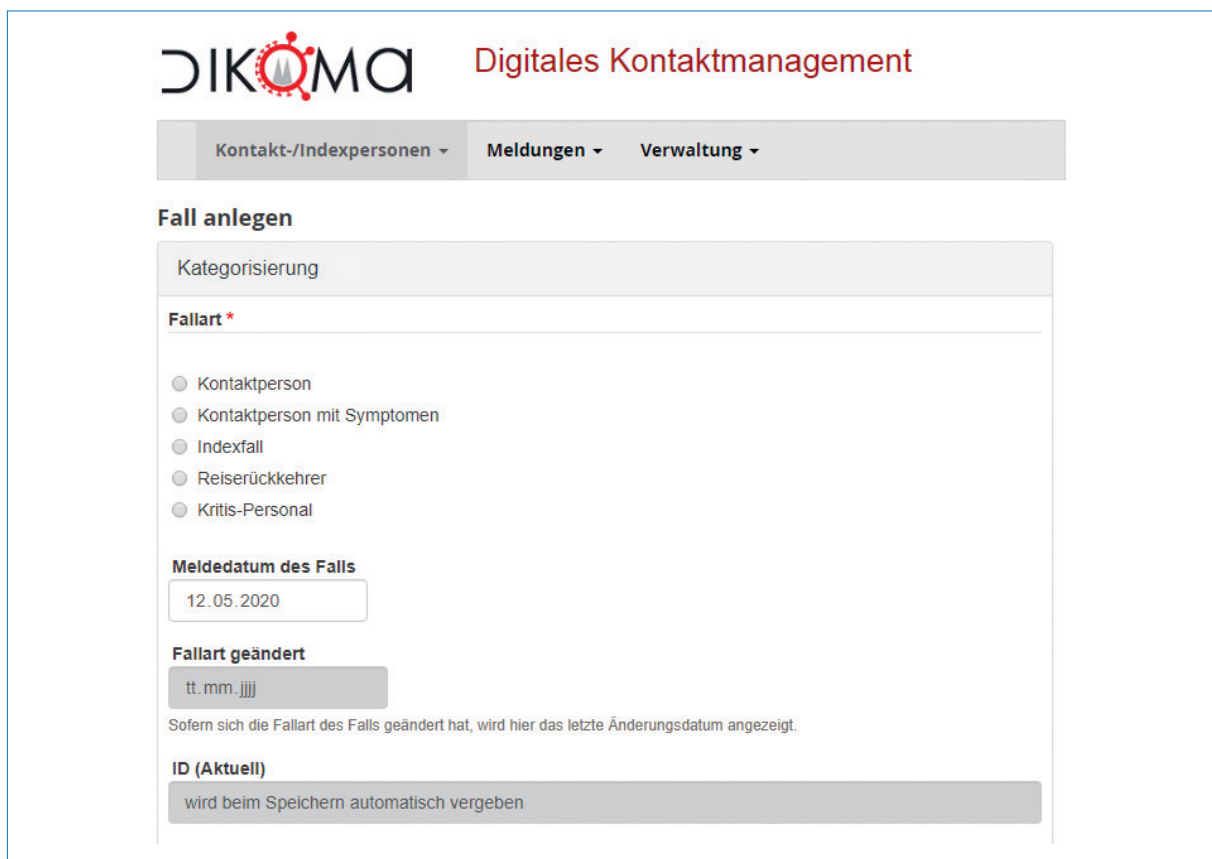 DIKOMA
Digitales Kontaktmanagement
Kontakt-/Indexpersonen Meldungen Verwaltung
Fall anlegen
Kategorisierung
Fallart *
Kontaktperson
Kontaktperson mit Symptomen
Indexfall
Reiserückkehrer
Kritis-Personal
Meldedatum des Falls
12.05.2020
Fallart geändert
tt.mm.jjjj
Sofern sich die Fallart des Falls geändert hat, wird hier das letzte Änderungsdatum angezeigt.
ID (Aktuell)
wird beim Speichern automatisch vergeben